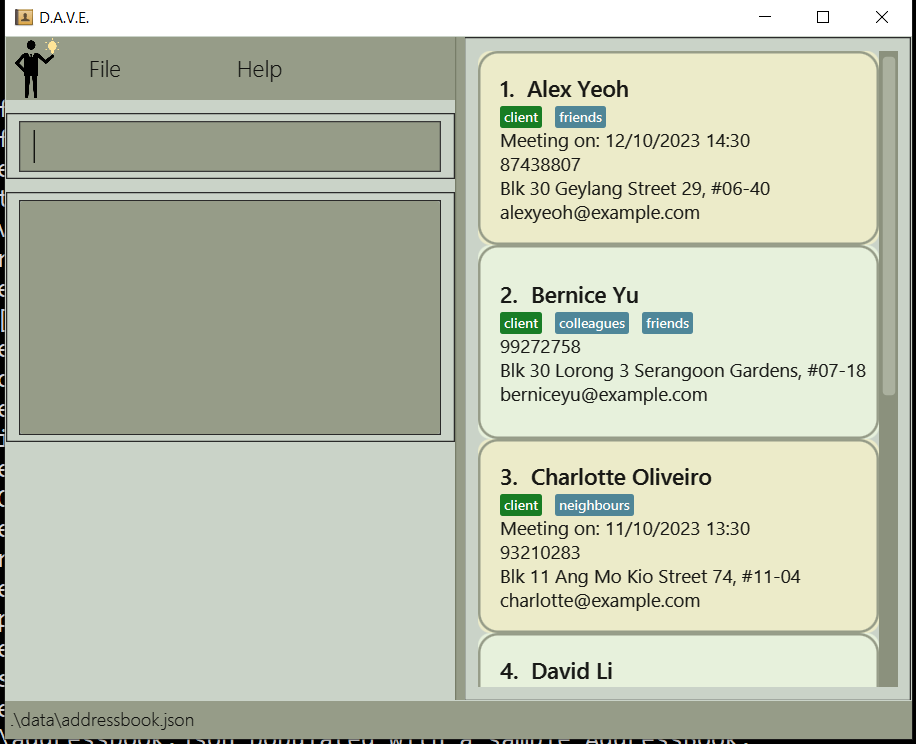 D.A.V.E.
File Help
1. Alex Yeoh
client friends
Meeting on: 12/10/2023 14:30
87438807
Blk 30 Geylang Street 29, #06-40
alexyeoh@example.com
2. Bernice Yu
client colleagues friends
99272758
Blk 30 Lorong 3 Serangoon Gardens, #07-18
berniceyu@example.com
3. Charlotte Oliveiro
client neighbours
Meeting on: 11/10/2023 13:30
93210283
Blk 11 Ang Mo Kio Street 74, #11-04
charlotte@example.com
4. David Li
.\data\addressbook.json